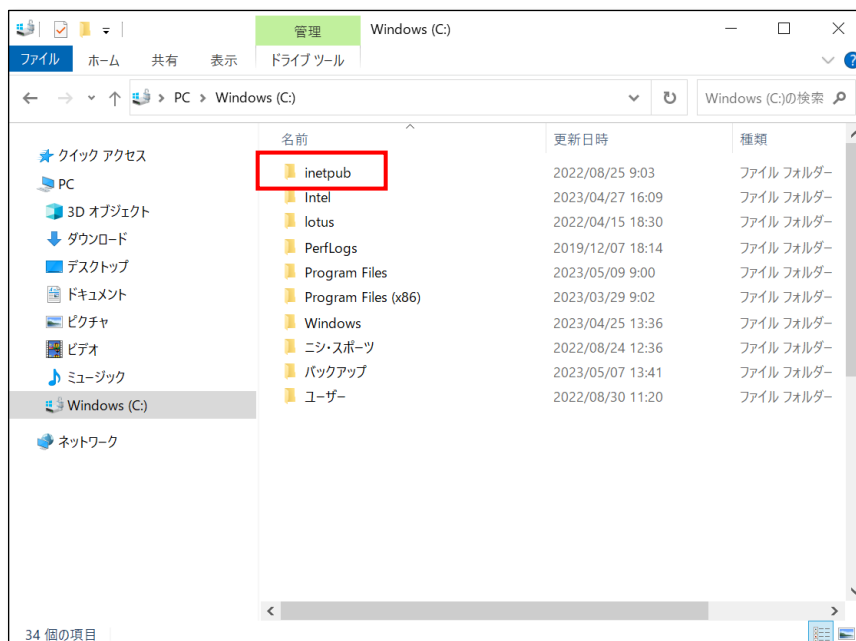 管理 Windows (C:)
ファイル ホーム 共有 表示 ドライブ ツール
PC Windows (C:) Windows (C:)の検索
クイック アクセス
PC
3D オブジェクト
ダウンロード
デスクトップ
ドキュメント
ピクチャ
ビデオ
ミュージック
Windows (C:)
ネットワーク
名前 更新日時 種類
inetpub 2022/08/25 9:03 ファイル フォルダー
Intel 2023/04/27 16:09 ファイル フォルダー
lotus 2022/04/15 18:30 ファイル フォルダー
PerfLogs 2019/12/07 18:14 ファイル フォルダー
Program Files 2023/05/09 9:00 ファイル フォルダー
Program Files (x86) 2023/03/29 9:02 ファイル フォルダー
Windows 2023/04/25 13:36 ファイル フォルダー
ニシ・スポーツ 2022/08/24 12:36 ファイル フォルダー
バックアップ 2023/05/07 13:41 ファイル フォルダー
ユーザー 2022/08/30 11:20 ファイル フォルダー
34 個の項目